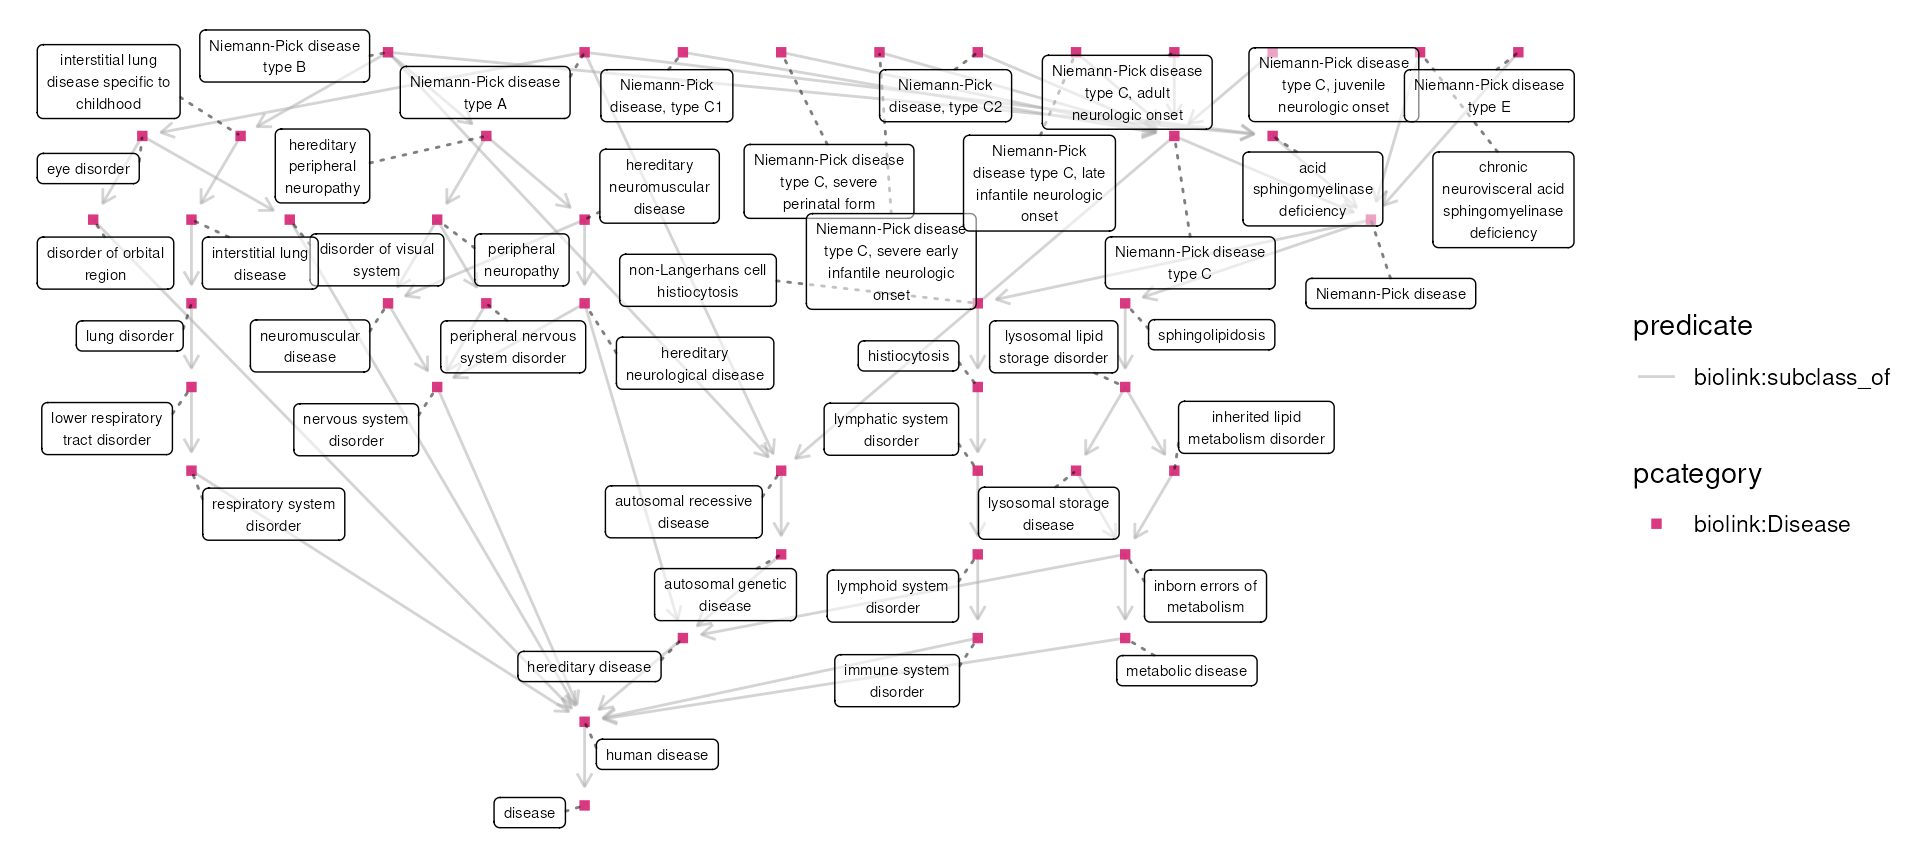 Niemann-Pick disease
type B
interstitial lung
disease specific to
childhood
Niemann-Pick disease
type A
Niemann-Pick
disease, type C1
Niemann-Pick
disease, type C2
Niemann-Pick disease
type C, adult
neurologic onset
Niemann-Pick disease
type C, juvenile
neurologic onset
Niemann-Pick disease
type E
eye disorder
hereditary
peripheral
neuropathy
hereditary
neuromuscular
disease
Niemann-Pick disease
type C, severe
perinatal form
Niemann-Pick
disease type C, late
infantile neurologic
onset
acid
sphingomyelinase
deficiency
chronic
neurovisceral acid
sphingomyelinase
deficiency
disorder of orbital
region
interstitial lung
disease
disorder of visual
system
peripheral
neuropathy
non-Langerhans cell
histiocytosis
Niemann-Pick disease
type C, severe early
infantile neurologic
onset
Niemann-Pick disease
type C
Niemann-Pick disease
lung disorder
neuromuscular
disease
peripheral nervous
system disorder
hereditary
neurological disease
histiocytosis
lysosomal lipid
storage disorder
sphingolipidosis
lower respiratory
tract disorder
nervous system
disorder
lymphatic system
disorder
inherited lipid
metabolism disorder
respiratory system
disorder
autosomal recessive
disease
lysosomal storage
disease
autosomal genetic
disease
lymphoid system
disorder
inborn errors of
metabolism
hereditary disease
immune system
disorder
metabolic disease
human disease
disease
predicate
biolink:subclass_of
pcategory
biolink:Disease